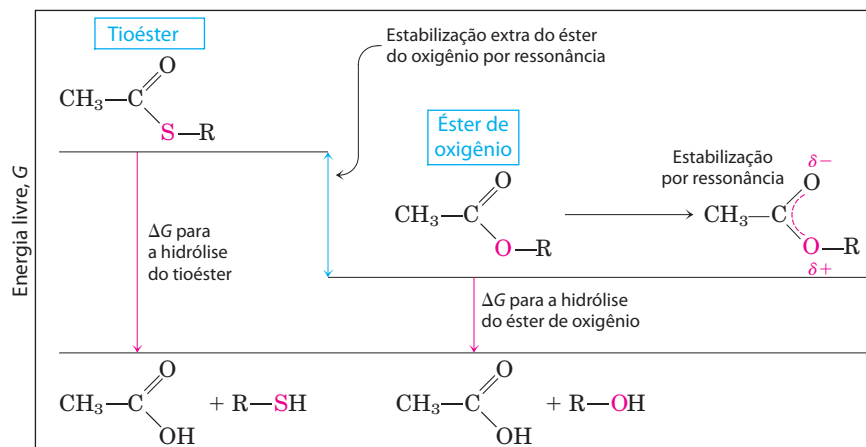 Energia livre, G
Tioéster
O
CH₃—C
S—R
Estabilização extra do éster
do oxigênio por ressonância
Éster de
oxigênio
O
CH₃—C
O—R
Estabilização
por ressonância
δ−
O
CH₃—C
O—R
δ+
ΔG para
a hidrólise
do tioéster
ΔG para a hidrólise
do éster de oxigênio
O
CH₃—C + R—SH
OH
O
CH₃—C + R—OH
OH